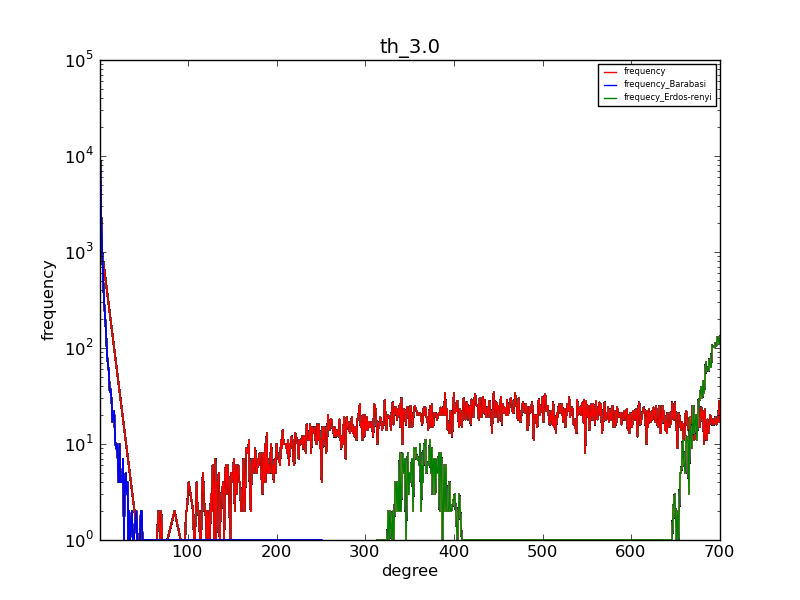 th_3.0
10^5
10^4
10^3
10^2
10^1
10^0
frequency
frequency
frequency_Barabasi
frequecy_Erdos-renyi
100 200 300 400 500 600 700
degree